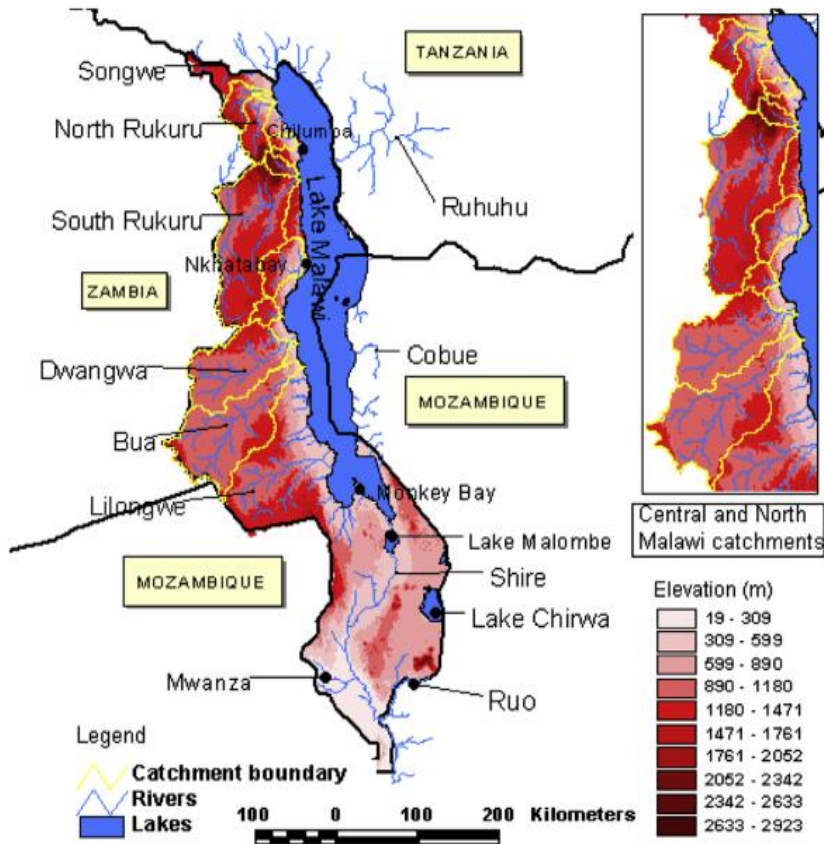 TANZANIA
Songwe
North Rukuru
Chilumba
Ruhuhu
South Rukuru
Lake Malawi
Nkhatabay
ZAMBIA
Cobue
Dwangwa
MOZAMBIQUE
Bua
Lilongwe
Monkey Bay
Central and North
Malawi catchments
Lake Malombe
MOZAMBIQUE
Shire
Lake Chirwa
Mwanza
Ruo
Elevation (m)
19 - 309
309 - 599
599 - 890
890 - 1180
1180 - 1471
1471 - 1761
1761 - 2052
2052 - 2342
2342 - 2633
2633 - 2923
Legend
Catchment boundary
Rivers
Lakes
100 0 100 200 Kilometers